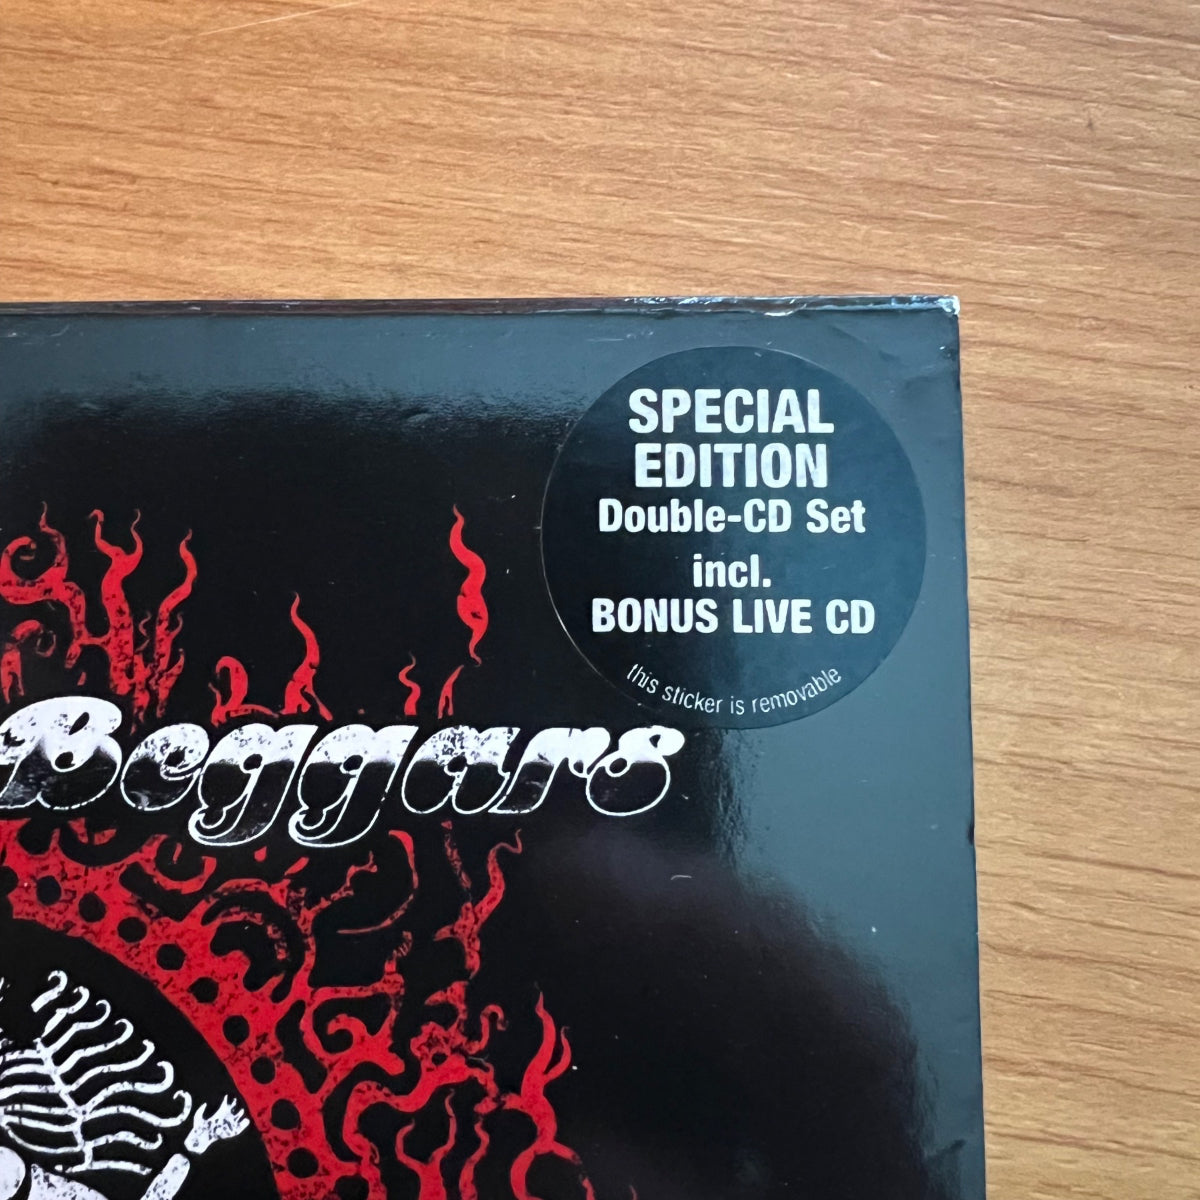 SPECIAL
EDITION
Double-CD Set
incl.
BONUS LIVE CD
this sticker is removable
Beggars